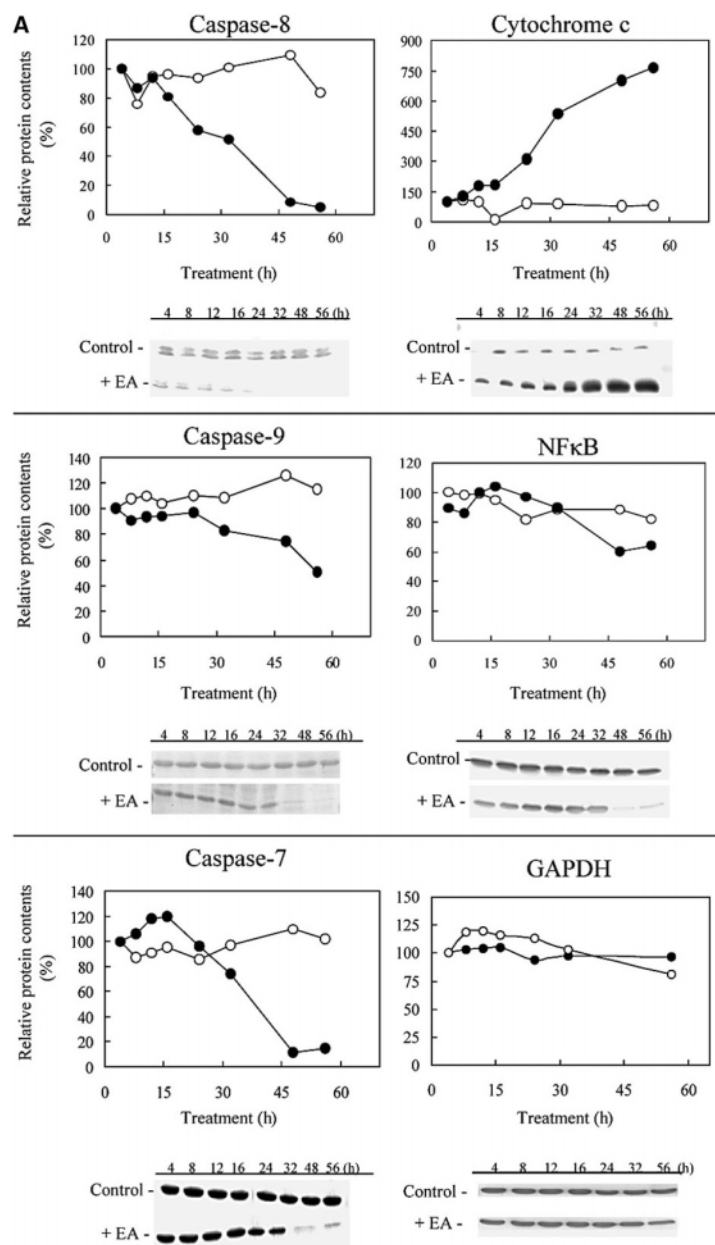 A
Caspase-8
Cytochrome c
Relative protein contents
(%)
120
100
80
60
40
20
0
0 15 30 45 60
Treatment (h)
900
750
600
450
300
150
0
0 15 30 45 60
Treatment (h)
4 8 12 16 24 32 48 56 (h)
Control -
+ EA -
4 8 12 16 24 32 48 56 (h)
Control -
+ EA -
Caspase-9
NFκB
Relative protein contents
(%)
140
120
100
80
60
40
20
0
0 15 30 45 60
Treatment (h)
120
100
80
60
40
20
0
0 15 30 45 60
Treatment (h)
4 8 12 16 24 32 48 56 (h)
Control -
+ EA -
4 8 12 16 24 32 56 (h)
Control -
+ EA -
Caspase-7
GAPDH
Relative protein contents
(%)
140
120
100
80
60
40
20
0
0 15 30 45 60
Treatment (h)
150
125
100
75
50
25
0
0 15 30 45 60
Treatment (h)
4 8 12 16 24 32 48 56 (h)
Control -
+ EA -
4 8 12 16 24 32 48 56 (h)
Control -
+ EA -